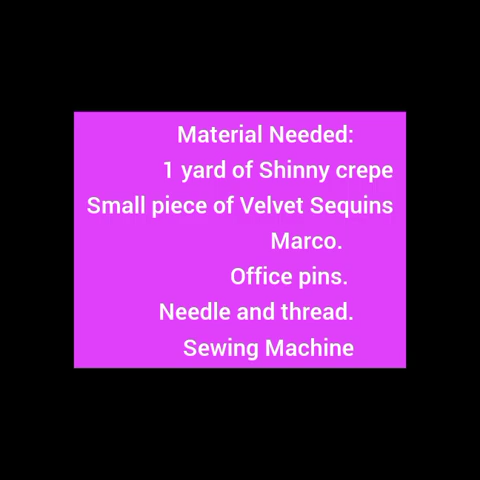 Material Needed:
1 yard of Shinny crepe
Small piece of Velvet Sequins
Marco.
Office pins.
Needle and thread.
Sewing Machine